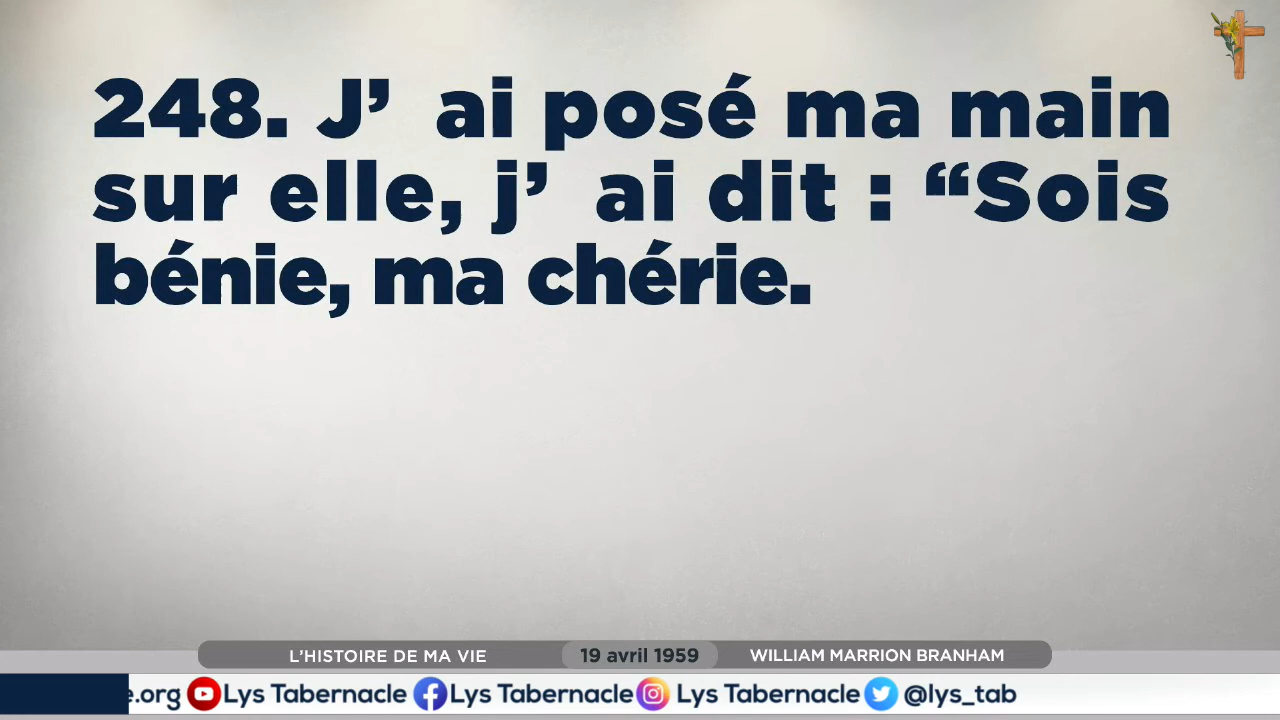 248. J’ ai posé ma main
sur elle, j’ ai dit : “Sois
bénie, ma chérie.
L’HISTOIRE DE MA VIE 19 avril 1959 WILLIAM MARRION BRANHAM
e.org Lys Tabernacle Lys Tabernacle Lys Tabernacle @lys_tab